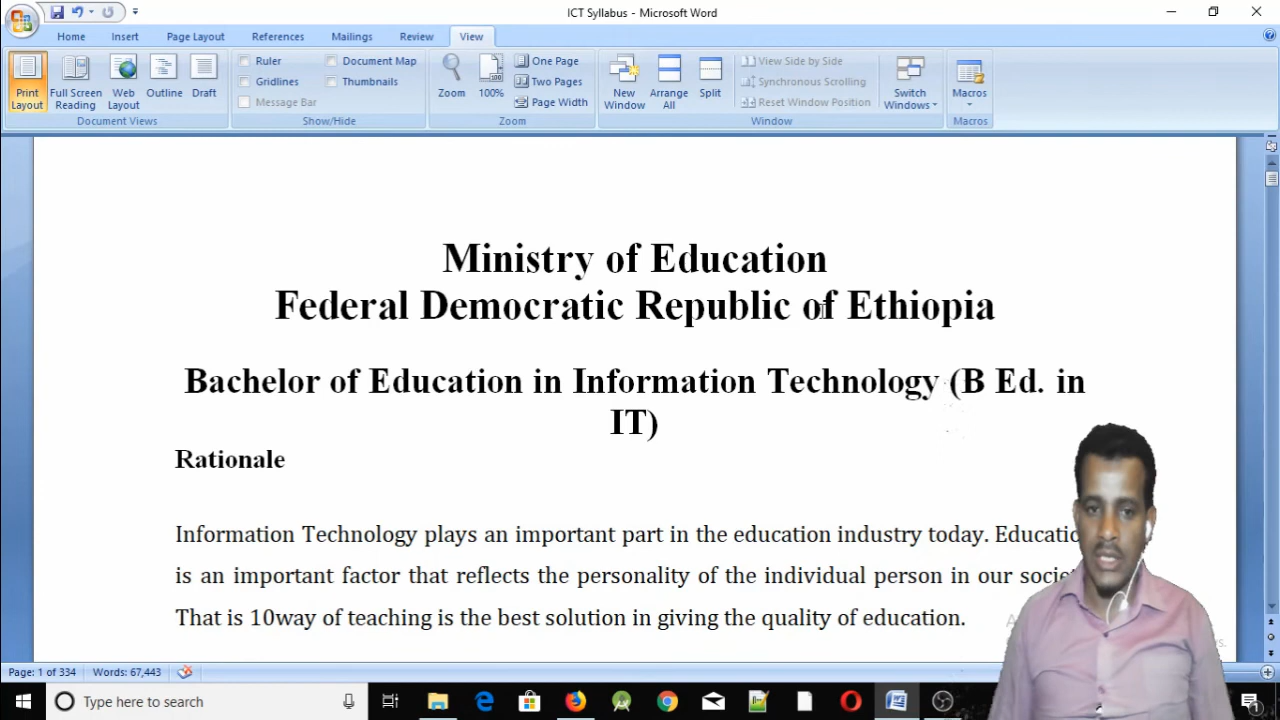 ICT Syllabus - Microsoft Word
Home Insert Page Layout References Mailings Review View
Ruler Document Map One Page View Side by Side
Gridlines Thumbnails Two Pages Synchronous Scrolling
Message Bar Page Width Reset Window Position
Print Layout Full Screen Reading Web Layout Outline Draft Zoom 100% New Window Arrange All Split Switch Windows Macros
Document Views Show/Hide Zoom Window Macros
Ministry of Education
Federal Democratic Republic of Ethiopia
Bachelor of Education in Information Technology (B Ed. in
IT)
Rationale
Information Technology plays an important part in the education industry today.
is an important factor that reflects the personality of the individual person in our
That is 10way of teaching is the best solution in giving the quality of education.
Page: 1 of 334 Words: 67,443
Type here to search